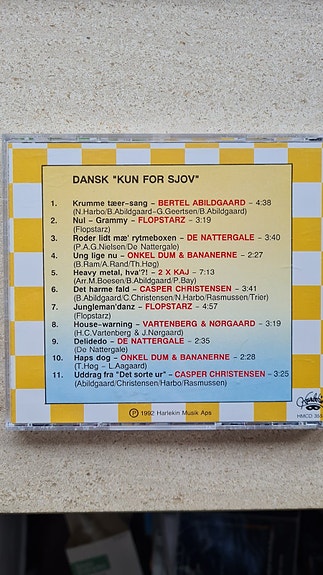 DANSK "KUN FOR SJOV"
1. Krumme tæer-sang - BERTEL ABILDGAARD - 4:38
(N.Harbo/B.Abildgaard-G.Geertsen/B.Abildgaard)
2. Nul - Grammy - FLOPSTARZ - 3:19
(Flopstarz)
3. Roder lidt mæ' rytmeboxen - DE NATTERGALE - 3:40
(P.A.G.Nielsen/De Nattergale)
4. Ung lige nu - ONKEL DUM & BANANERNE - 2:27
(B.Ram/A.Rand/Th.Høg)
5. Heavy metal, hva'?! - 2 X KAJ - 7:13
(Arr.M.Boesen/B.Abildgaard/P.Bay)
6. Det harme fald - CASPER CHRISTENSEN - 3:41
(B.Abildgaard/C.Christensen/N.Harbo/Rasmussen/Trier)
7. Jungleman'danz - FLOPSTARZ - 4:57
(Flopstarz)
8. House-warning - VARTENBERG & NØRGAARD - 3:19
(H.C.Vartenberg & J.Nørgaard)
9. Delidedo - DE NATTERGALE - 2:35
(De Nattergale)
10. Haps dog - ONKEL DUM & BANANERNE - 2:28
(T.Høg - L.Aagaard)
11. Uddrag fra "Det sorte ur" - CASPER CHRISTENSEN - 3:25
(Abildgaard/Christensen/Harbo/Rasmussen)
Ⓟ 1992 Harlekin Musik Aps
HMCD